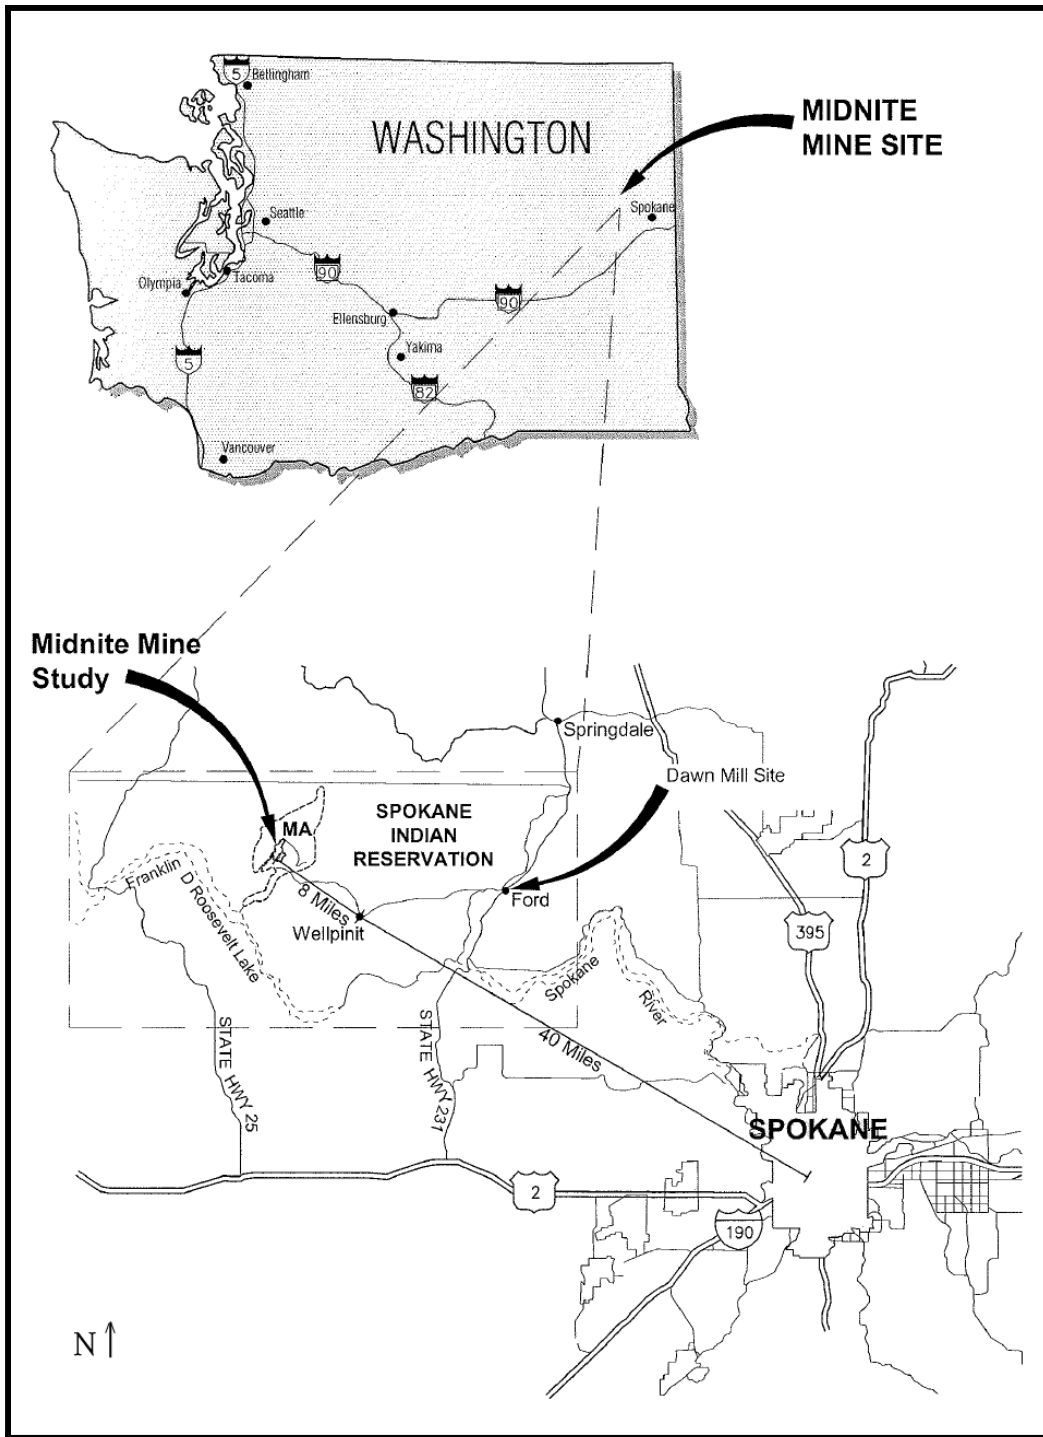 5
Bellingham
WASHINGTON
MIDNITE
MINE SITE
Seattle
Spokane
90
Tacoma
Olympia
90
Ellensburg
Yakima
5
82
Vancouver
Midnite Mine
Study
Springdale
Dawn Mill Site
MA
SPOKANE
INDIAN
RESERVATION
2
Franklin
D Roosevelt Lake
8 Miles
Ford
Wellpinit
395
Spokane
River
STATE HWY 25
STATE HWY 231
40 Miles
SPOKANE
2
190
N